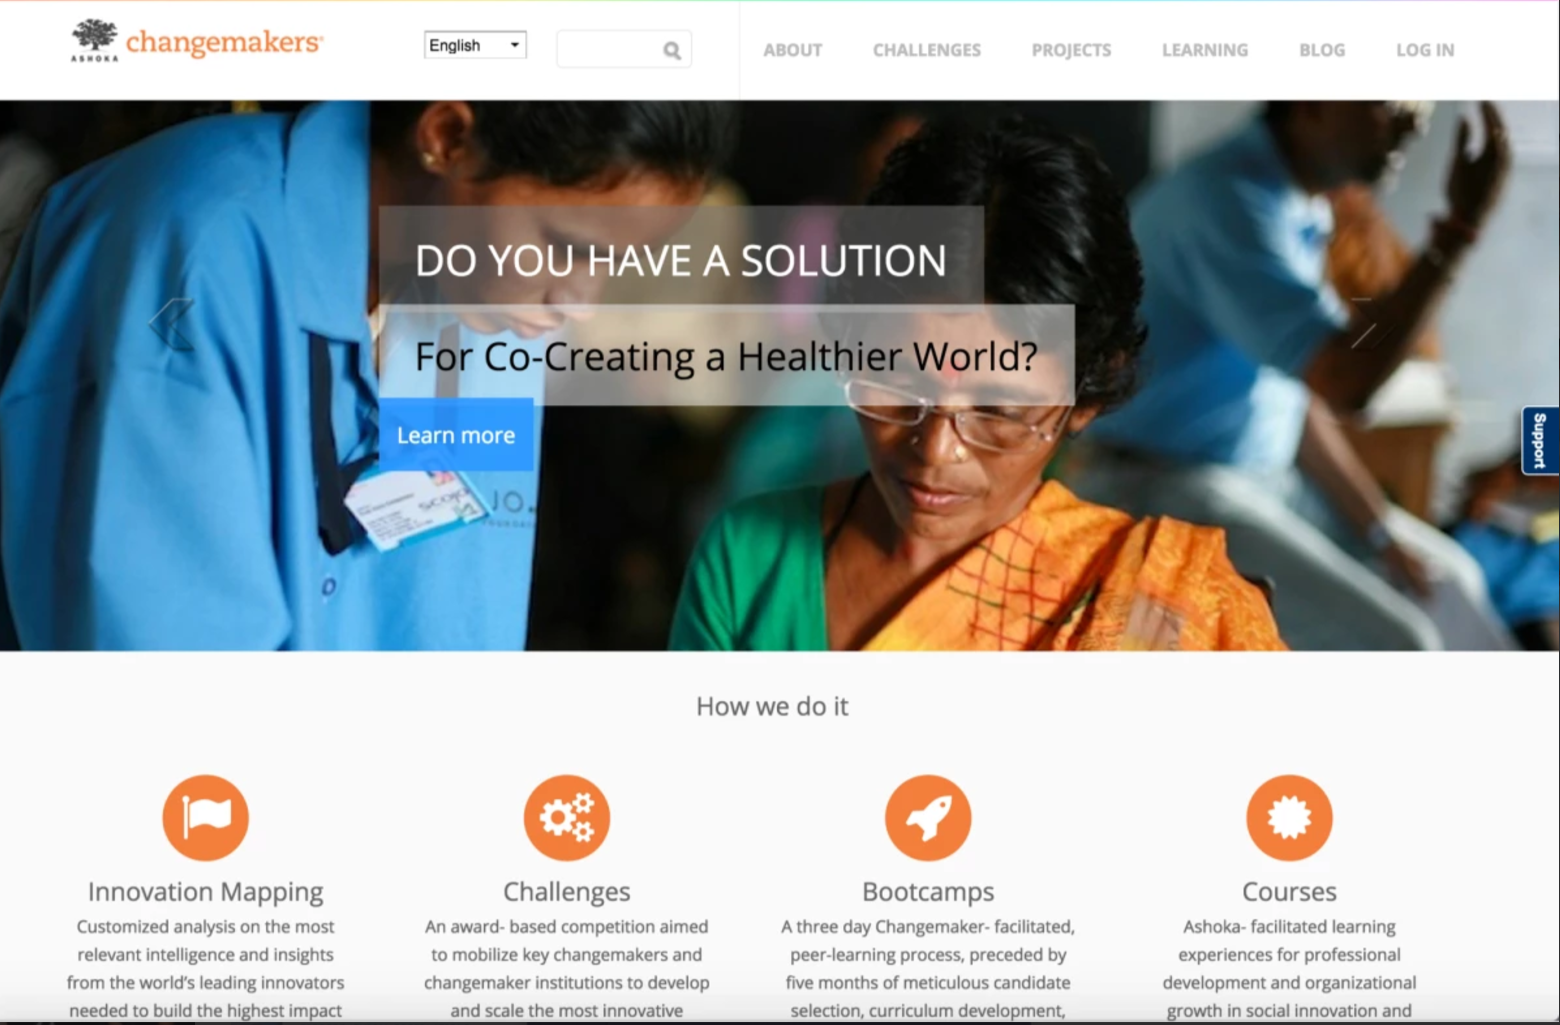 ASHOKA
changemakers
English
ABOUT
CHALLENGES
PROJECTS
LEARNING
BLOG
LOG IN
DO YOU HAVE A SOLUTION
For Co-Creating a Healthier World?
Learn more
Support
How we do it
Innovation Mapping
Customized analysis on the most
relevant intelligence and insights
from the world’s leading innovators
needed to build the highest impact
Challenges
An award- based competition aimed
to mobilize key changemakers and
changemaker institutions to develop
and scale the most innovative
Bootcamps
A three day Changemaker- facilitated,
peer-learning process, preceded by
five months of meticulous candidate
selection, curriculum development,
Courses
Ashoka- facilitated learning
experiences for professional
development and organizational
growth in social innovation and